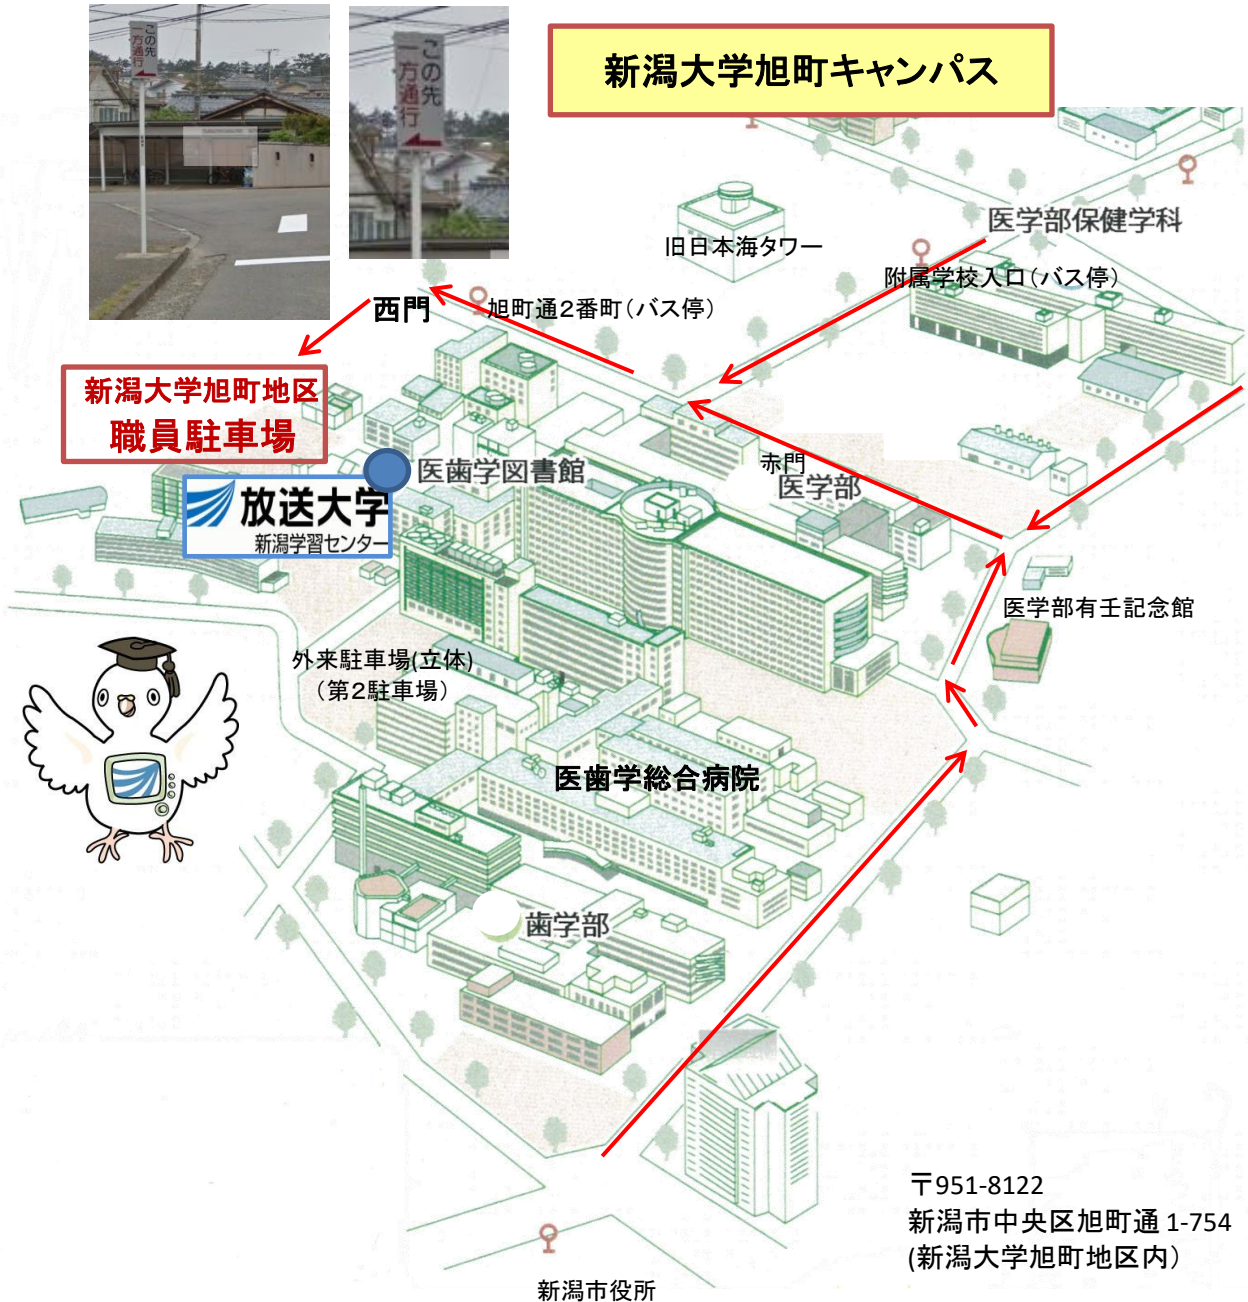 この先
一方通行
この先
一方通行
新潟大学旭町キャンパス
医学部保健学科
旧日本海タワー
附属学校入口(バス停)
西門
旭町通2番町(バス停)
新潟大学旭町地区
職員駐車場
赤門
医学部
医歯学図書館
放送大学
新潟学習センター
医学部有壬記念館
外来駐車場(立体)
(第2駐車場)
医歯学総合病院
歯学部
〒951-8122
新潟市中央区旭町通 1-754
(新潟大学旭町地区内)
新潟市役所